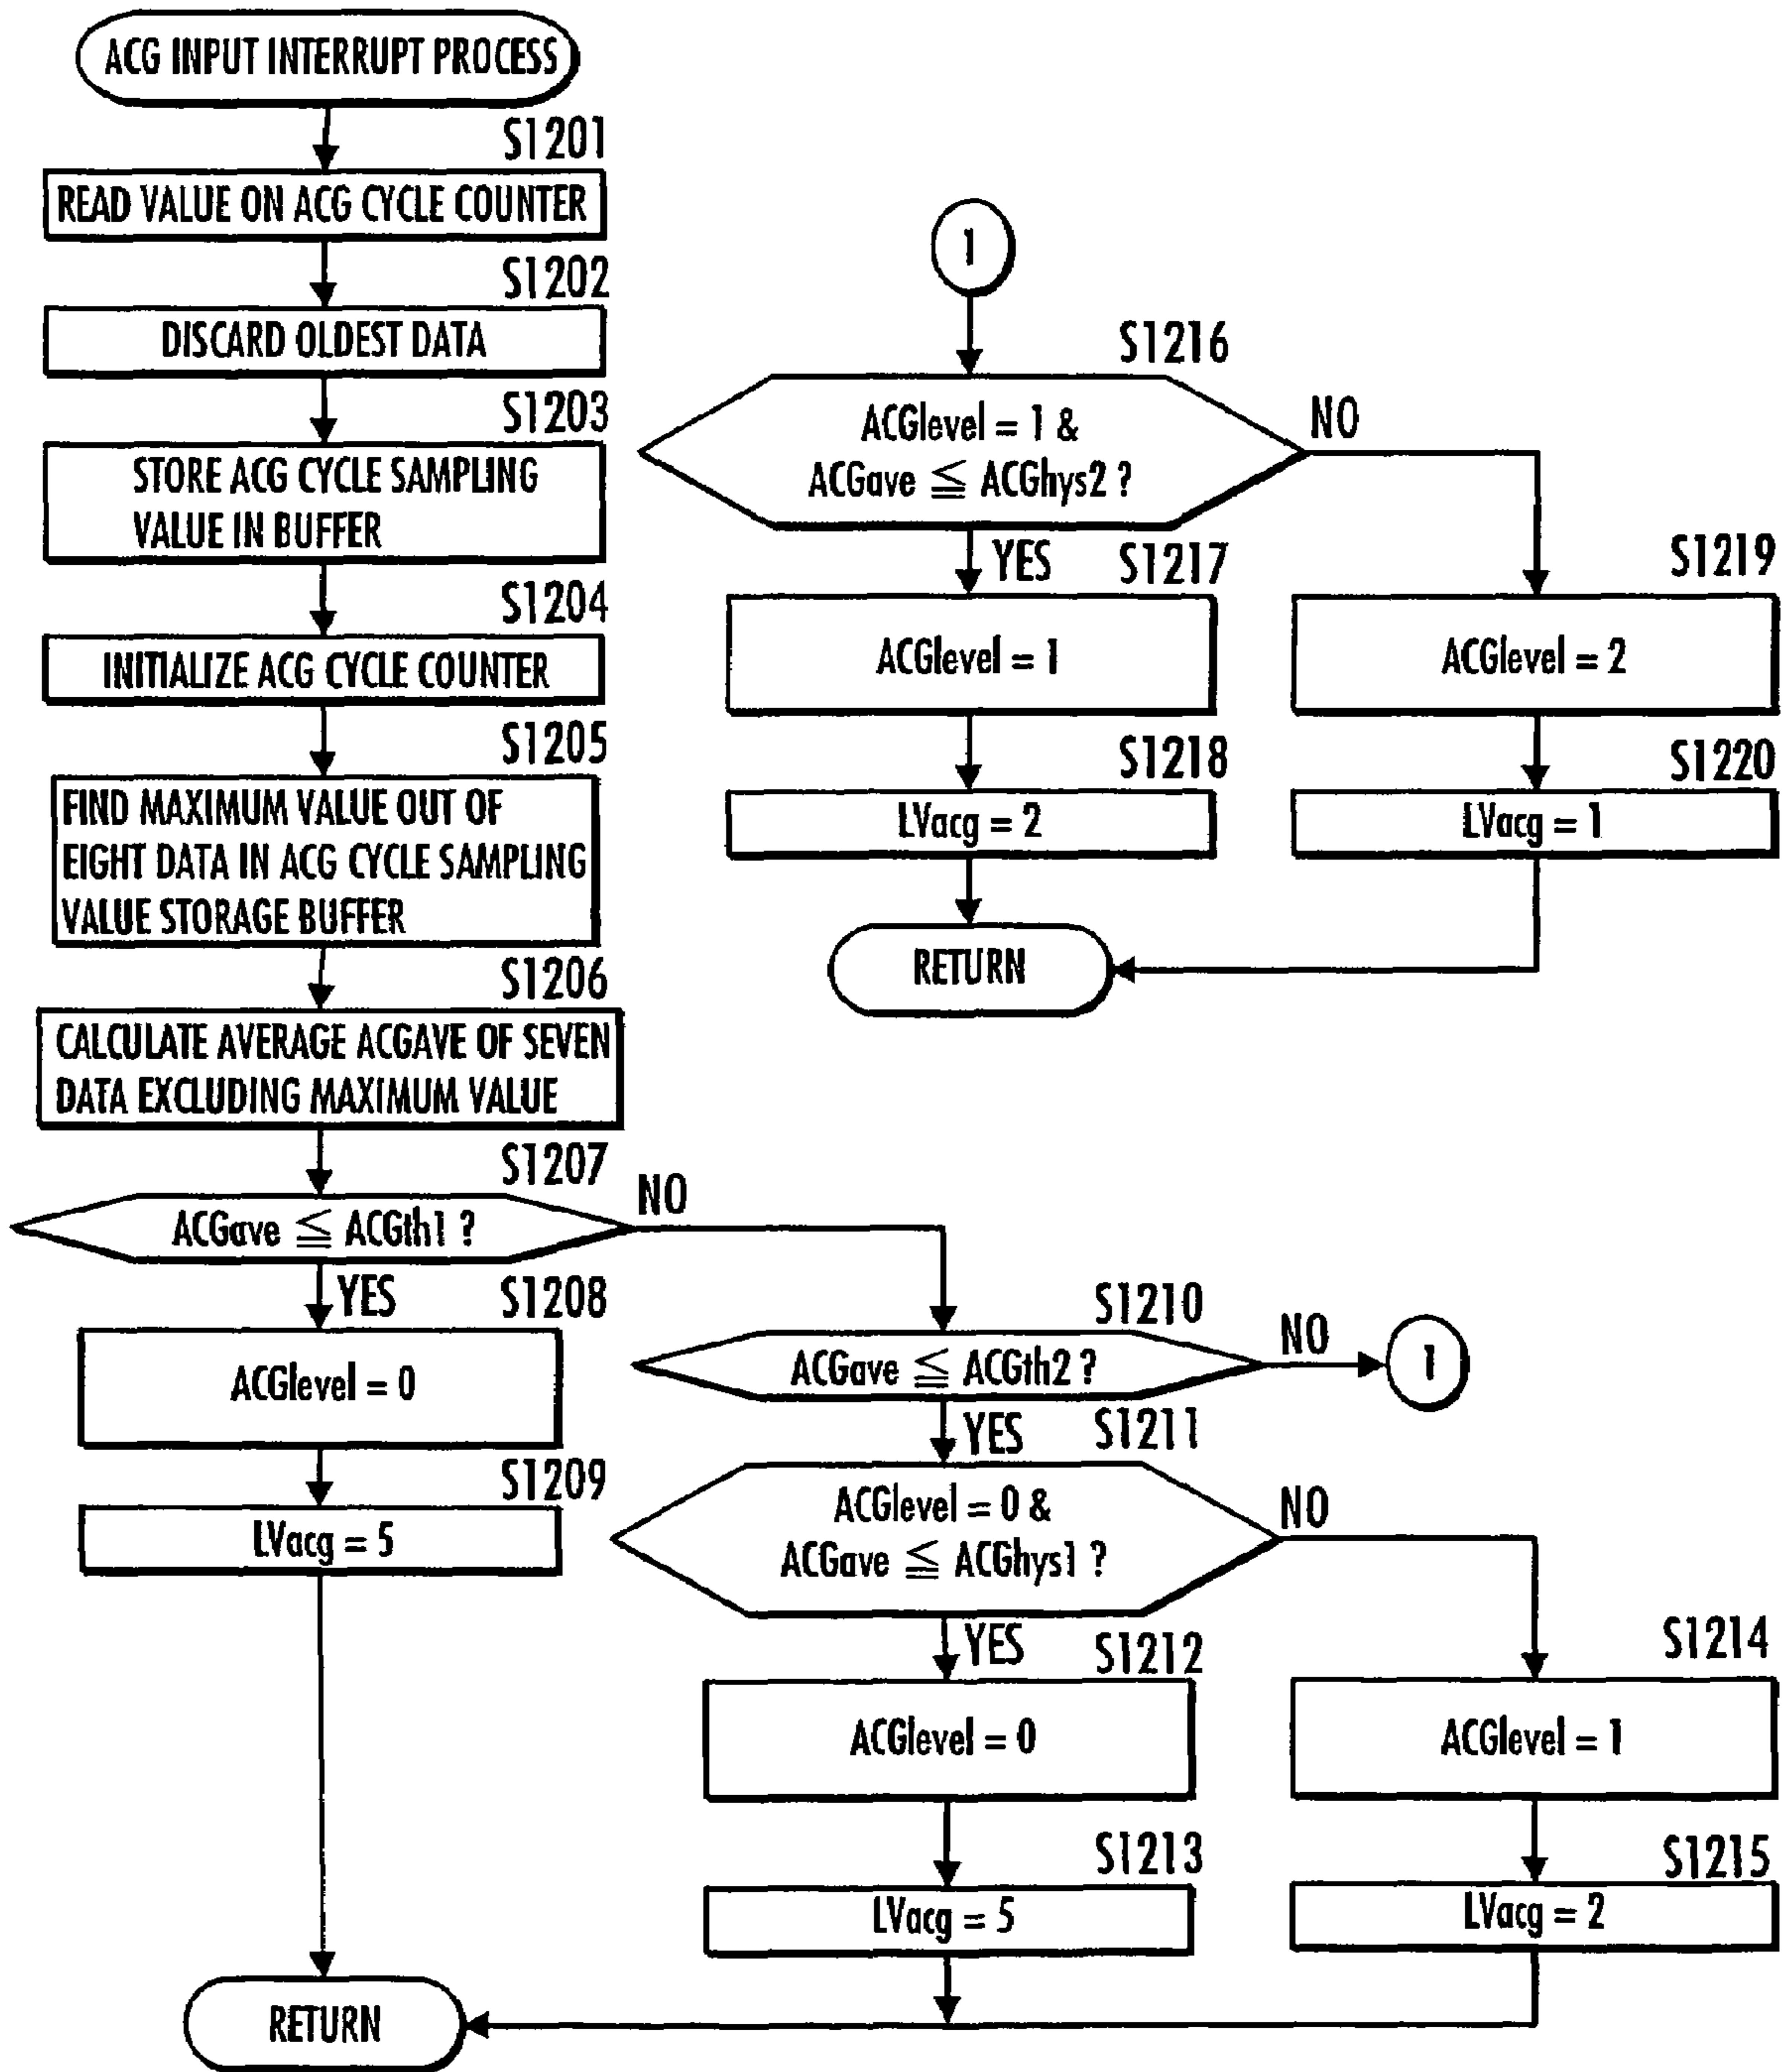 ACG INPUT INTERRUPT PROCESS
S1201
READ VALUE ON ACG CYCLE COUNTER
S1202
DISCARD OLDEST DATA
S1203
STORE ACG CYCLE SAMPLING
VALUE IN BUFFER
S1204
INITIALIZE ACG CYCLE COUNTER
S1205
FIND MAXIMUM VALUE OUT OF
EIGHT DATA IN ACG CYCLE SAMPLING
VALUE STORAGE BUFFER
S1206
CALCULATE AVERAGE ACGAVE OF SEVEN
DATA EXCLUDING MAXIMUM VALUE
S1207
ACGave ≦ ACGth1 ?
NO
YES
S1208
ACGlevel = 0
S1209
LVacg = 5
RETURN
S1210
ACGave ≦ ACGth2 ?
NO
1
YES
S1211
ACGlevel = 0 &
ACGave ≦ ACGhys1 ?
NO
YES
S1212
ACGlevel = 0
S1213
LVacg = 5
S1214
ACGlevel = 1
S1215
LVacg = 2
1
S1216
ACGlevel = 1 &
ACGave ≦ ACGhys2 ?
NO
YES
S1217
ACGlevel = 1
S1218
LVacg = 2
RETURN
S1219
ACGlevel = 2
S1220
LVacg = 1